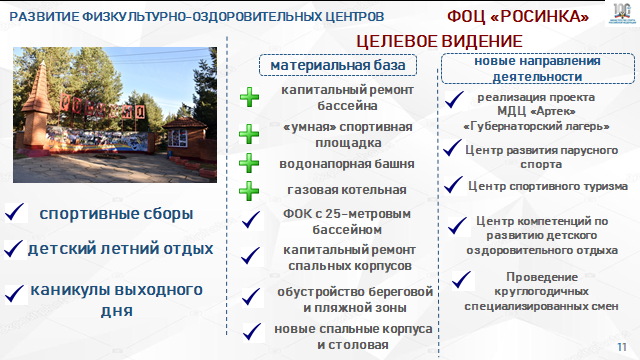 РАЗВИТИЕ ФИЗКУЛЬТУРНО-ОЗДОРОВИТЕЛЬНЫХ ЦЕНТРОВ
ФОЦ «РОСИНКА»
ЦЕЛЕВОЕ ВИДЕНИЕ
спортивные сборы
детский летний отдых
каникулы выходного
дня
материальная база
капитальный ремонт
бассейна
«умная» спортивная
площадка
водонапорная башня
газовая котельная
ФОК с 25-метровым
бассейном
капитальный ремонт
спальных корпусов
обустройство береговой
и пляжной зоны
новые спальные корпуса
и столовая
новые направления
деятельности
реализация проекта
МДЦ «Артек»
«Губернаторский лагерь»
Центр развития парусного
спорта
Центр спортивного туризма
Центр компетенций по
развитию детского
оздоровительного отдыха
Проведение
круглогодичных
специализированных смен
11